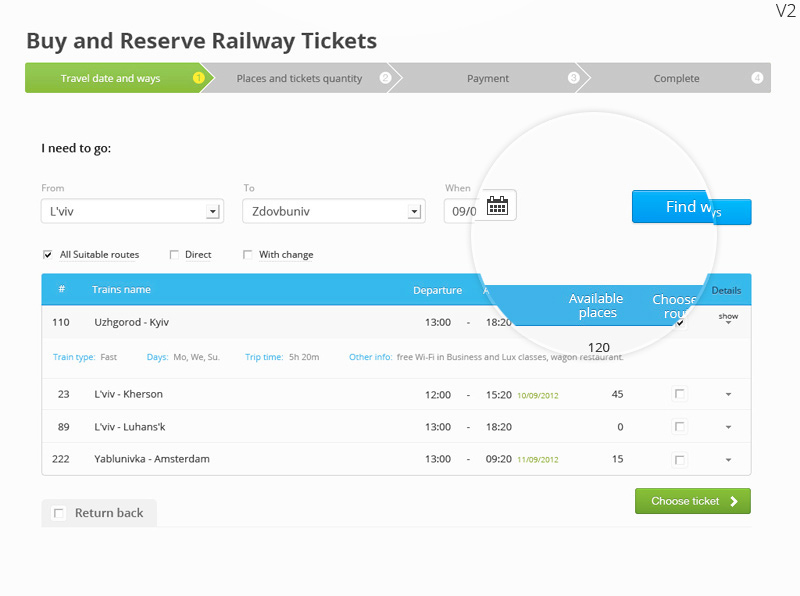 V2
Buy and Reserve Railway Tickets
Travel date and ways 1 Places and tickets quantity 2 Payment 3 Complete 4
I need to go:
From To When
L'viv Zdovbuniv 09/0 Find w
All Suitable routes Direct With change
# Trains name Departure Available places Choose Details
110 Uzhgorod - Kyiv 13:00 - 18:20 120 show
Train type: Fast Days: Mo, We, Su. Trip time: 5h 20m Other info: free Wi-Fi in Business and Lux classes, wagon restaurant.
23 L'viv - Kherson 12:00 - 15:20 10/09/2012 45
89 L'viv - Luhans'k 13:00 - 18:20 0
222 Yablunivka - Amsterdam 13:00 - 09:20 11/09/2012 15
Return back Choose ticket